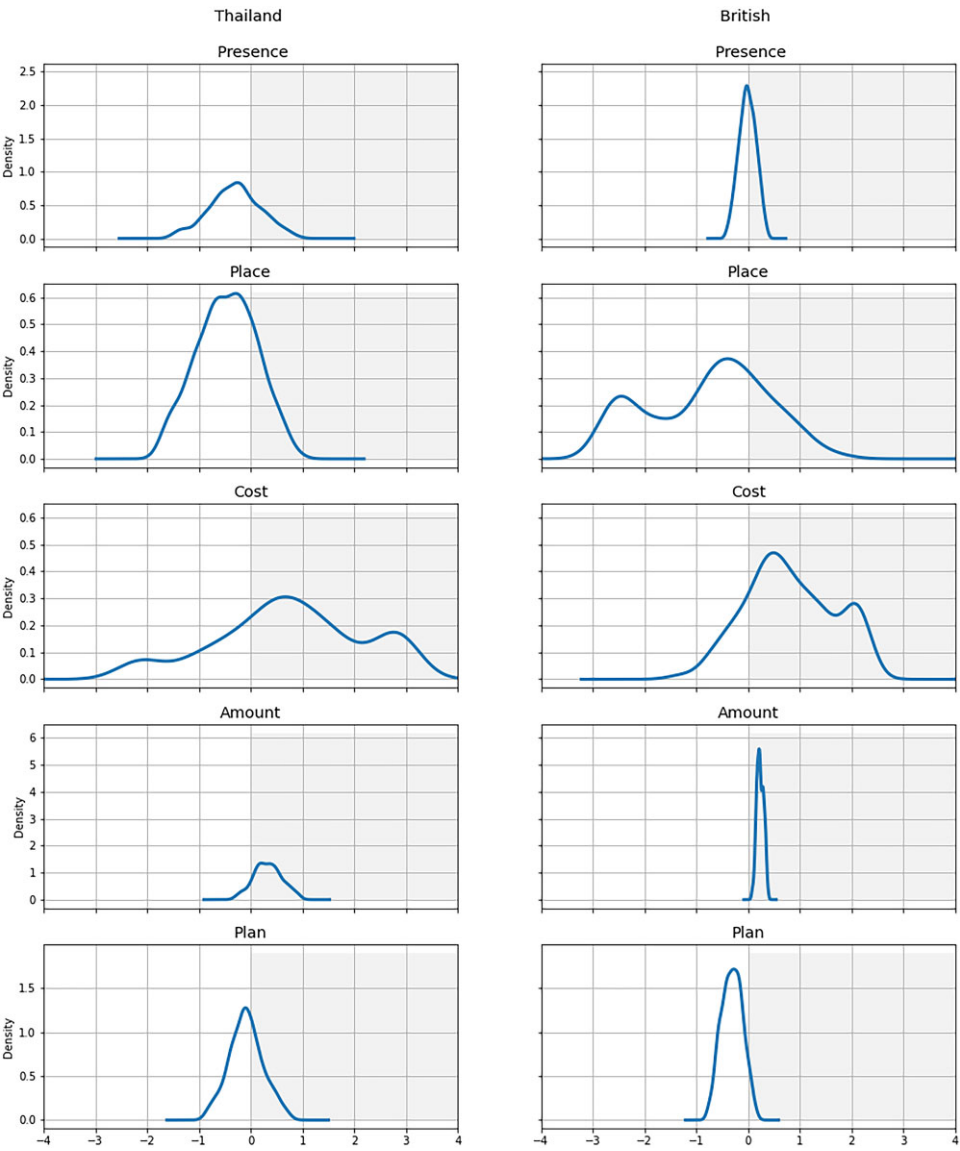 Thailand British
Presence Presence
2.5
2.0
1.5
1.0
0.5
0.0
Density
Place Place
0.6
0.5
0.4
0.3
0.2
0.1
0.0
Density
Cost Cost
0.6
0.5
0.4
0.3
0.2
0.1
0.0
Density
Amount Amount
6
5
4
3
2
1
0
Density
Plan Plan
1.5
1.0
0.5
0.0
Density
−4 −3 −2 −1 0 1 2 3 4 −4 −3 −2 −1 0 1 2 3 4